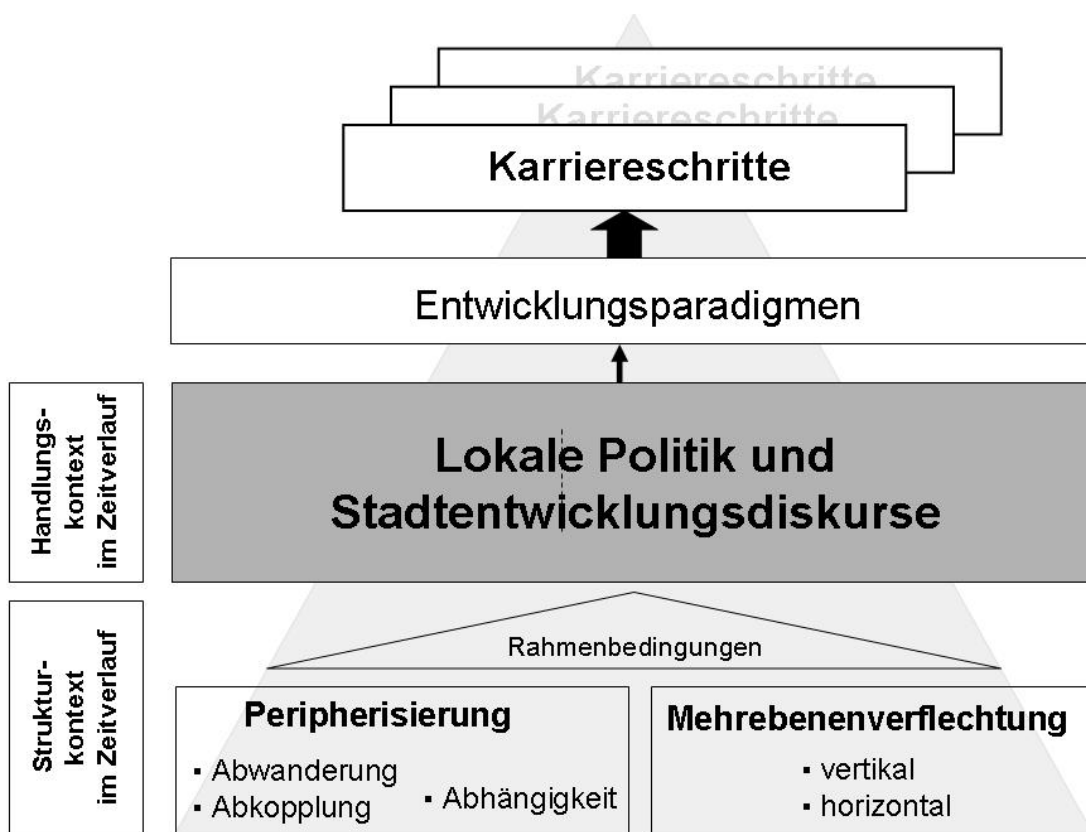 Karriereschritte
Karriereschritte
Karriereschritte
Entwicklungsparadigmen
Handlungs-
kontext
im Zeitverlauf
Lokale Politik und
Stadtentwicklungsdiskurse
Struktur-
kontext
im Zeitverlauf
Rahmenbedingungen
Peripherisierung
▪ Abwanderung
▪ Abkopplung
▪ Abhängigkeit
Mehrebenenverflechtung
▪ vertikal
▪ horizontal